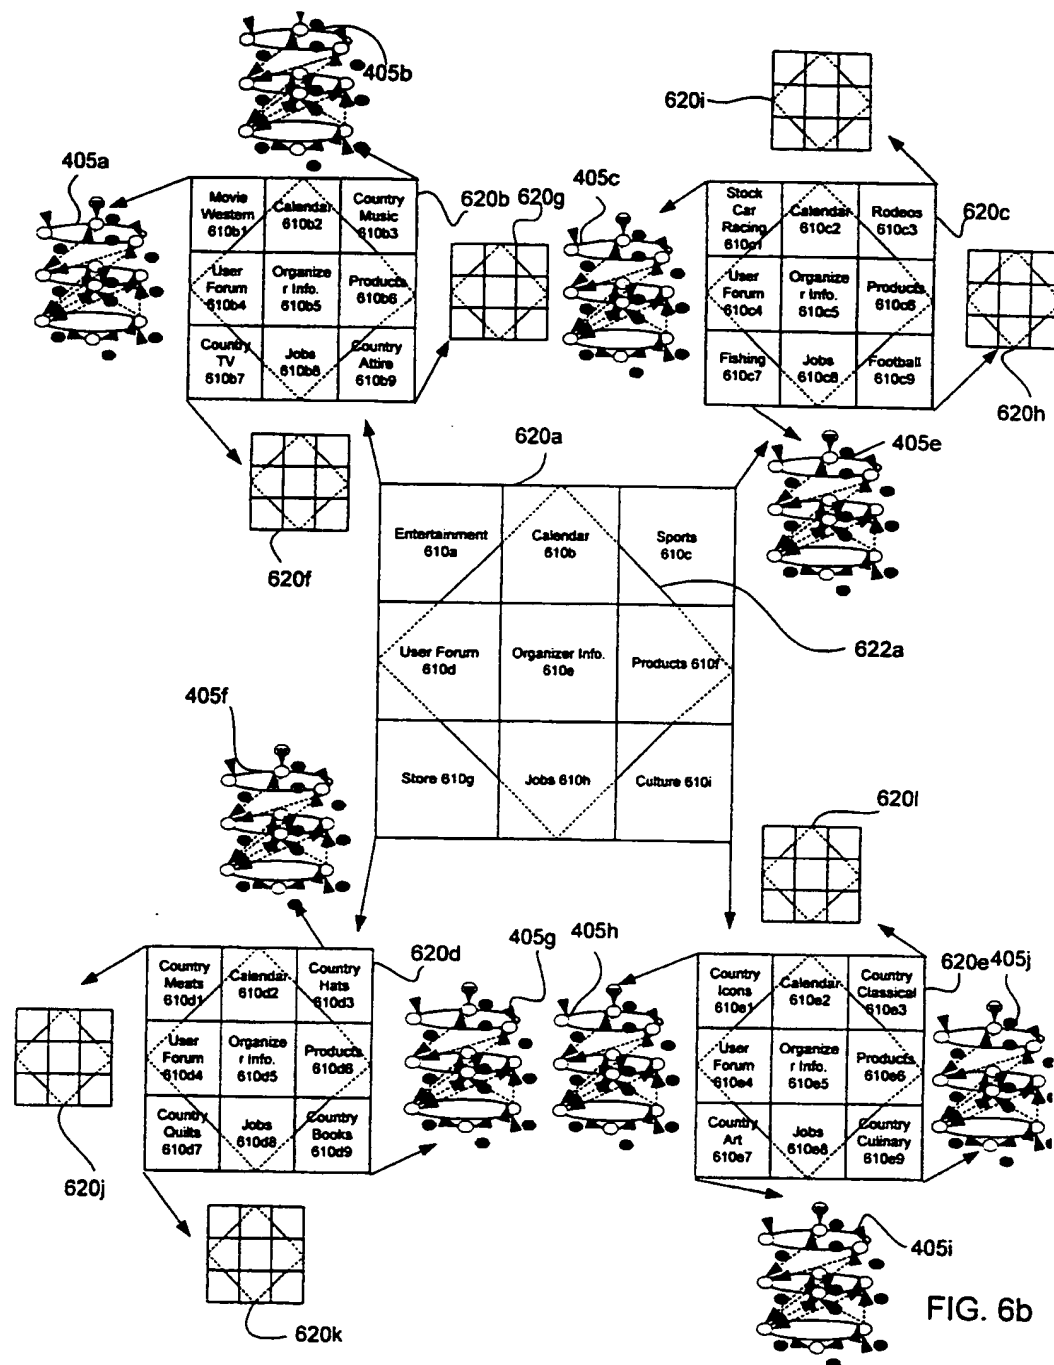 405b
620i
405a
Movie
Western
610b1
Calendar
610b2
Country
Music
610b3
620b
620g
405c
Stock
Car
Racing
610c1
Calendar
610c2
Rodeos
610c3
620c
User
Forum
610b4
Organize
r Info.
610b5
Products
610b6
User
Forum
610c4
Organize
r Info.
610c5
Products
610c6
Country
TV
610b7
Jobs
610b8
Country
Attire
610b9
Fishing
610c7
Jobs
610c8
Football
610c9
620h
620a
405e
620f
Entertainment
610a
Calendar
610b
Sports
610c
User Forum
610d
Organizer Info.
610e
Products 610f
622a
405f
Store 610g
Jobs 610h
Culture 610i
620l
Country
Meats
610d1
Calendar
610d2
Country
Hats
610d3
620d
405g
405h
Country
Icons
610e1
Calendar
610e2
Country
Classical
610e3
620e
405j
User
Forum
610d4
Organize
r Info.
610d5
Products
610d6
User
Forum
610e4
Organize
r Info.
610e5
Products
610e6
Country
Quilts
610d7
Jobs
610d8
Country
Books
610d9
Country
Art
610e7
Jobs
610e8
Country
Culinary
610e9
620j
405i
620k
FIG. 6b